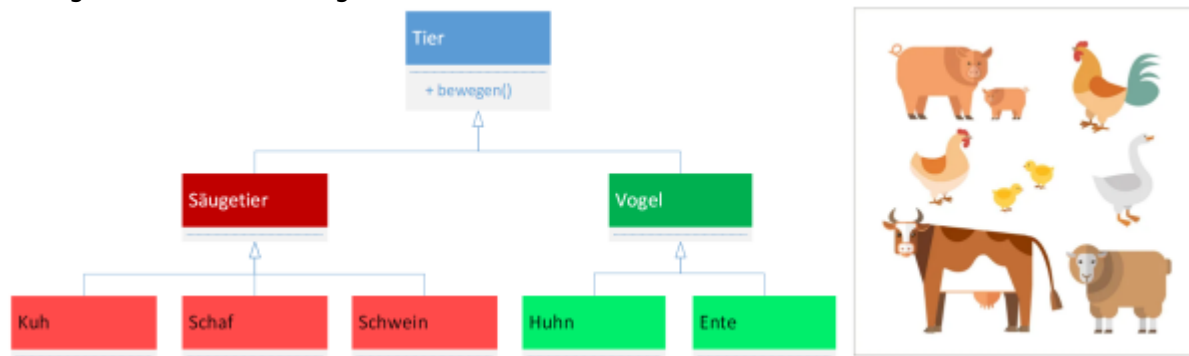 Tier
+ bewegen()
Säugetier
Vogel
Kuh
Schaf
Schwein
Huhn
Ente